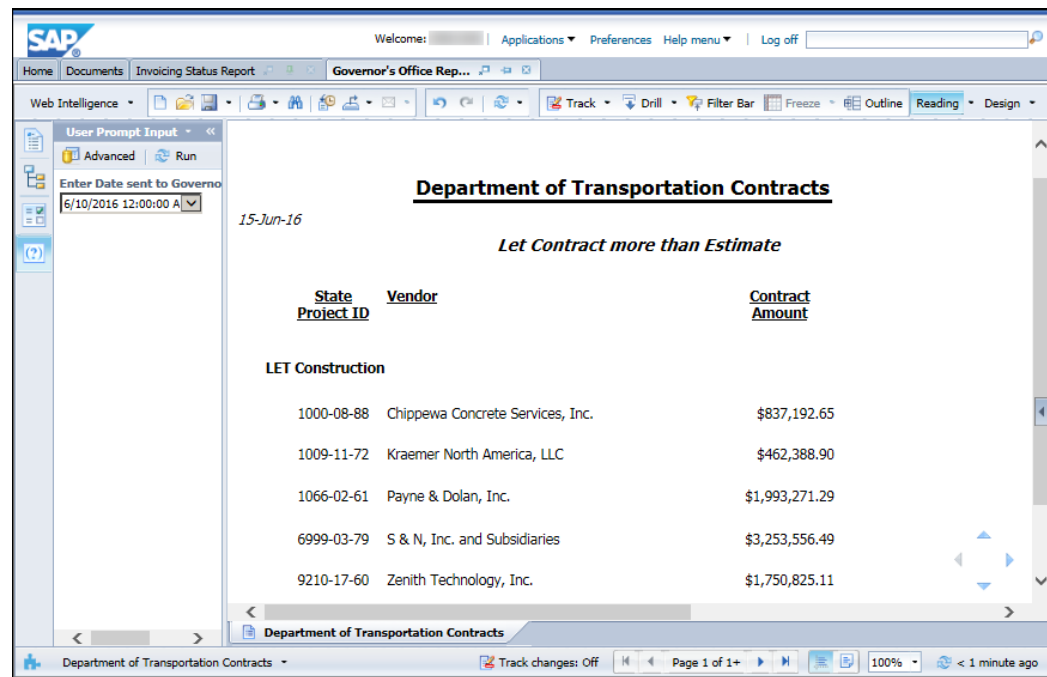 SAP
Welcome: | Applications Preferences Help menu | Log off
Home Documents Invoicing Status Report Governor's Office Rep...
Web Intelligence Track Drill Filter Bar Freeze Outline Reading Design
User Prompt Input
Advanced Run
Enter Date sent to Governo
6/10/2016 12:00:00 A
Department of Transportation Contracts
15-Jun-16
Let Contract more than Estimate
State Project ID Vendor Contract Amount
LET Construction
1000-08-88 Chippewa Concrete Services, Inc. $837,192.65
1009-11-72 Kraemer North America, LLC $462,388.90
1066-02-61 Payne & Dolan, Inc. $1,993,271.29
6999-03-79 S & N, Inc. and Subsidiaries $3,253,556.49
9210-17-60 Zenith Technology, Inc. $1,750,825.11
Department of Transportation Contracts
Department of Transportation Contracts Track changes: Off Page 1 of 1+ 100% < 1 minute ago